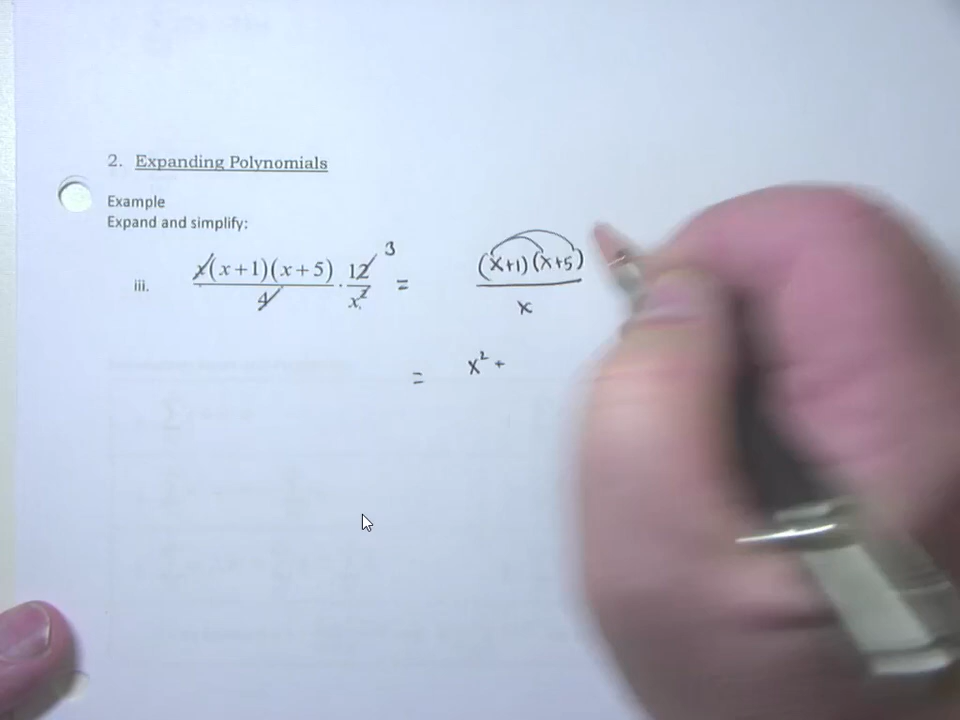 2. Expanding Polynomials
Example
Expand and simplify:
iii. x(x+1)(x+5)/4 · 12/x² 3 = (x+1)(x+5)/x
= x² +